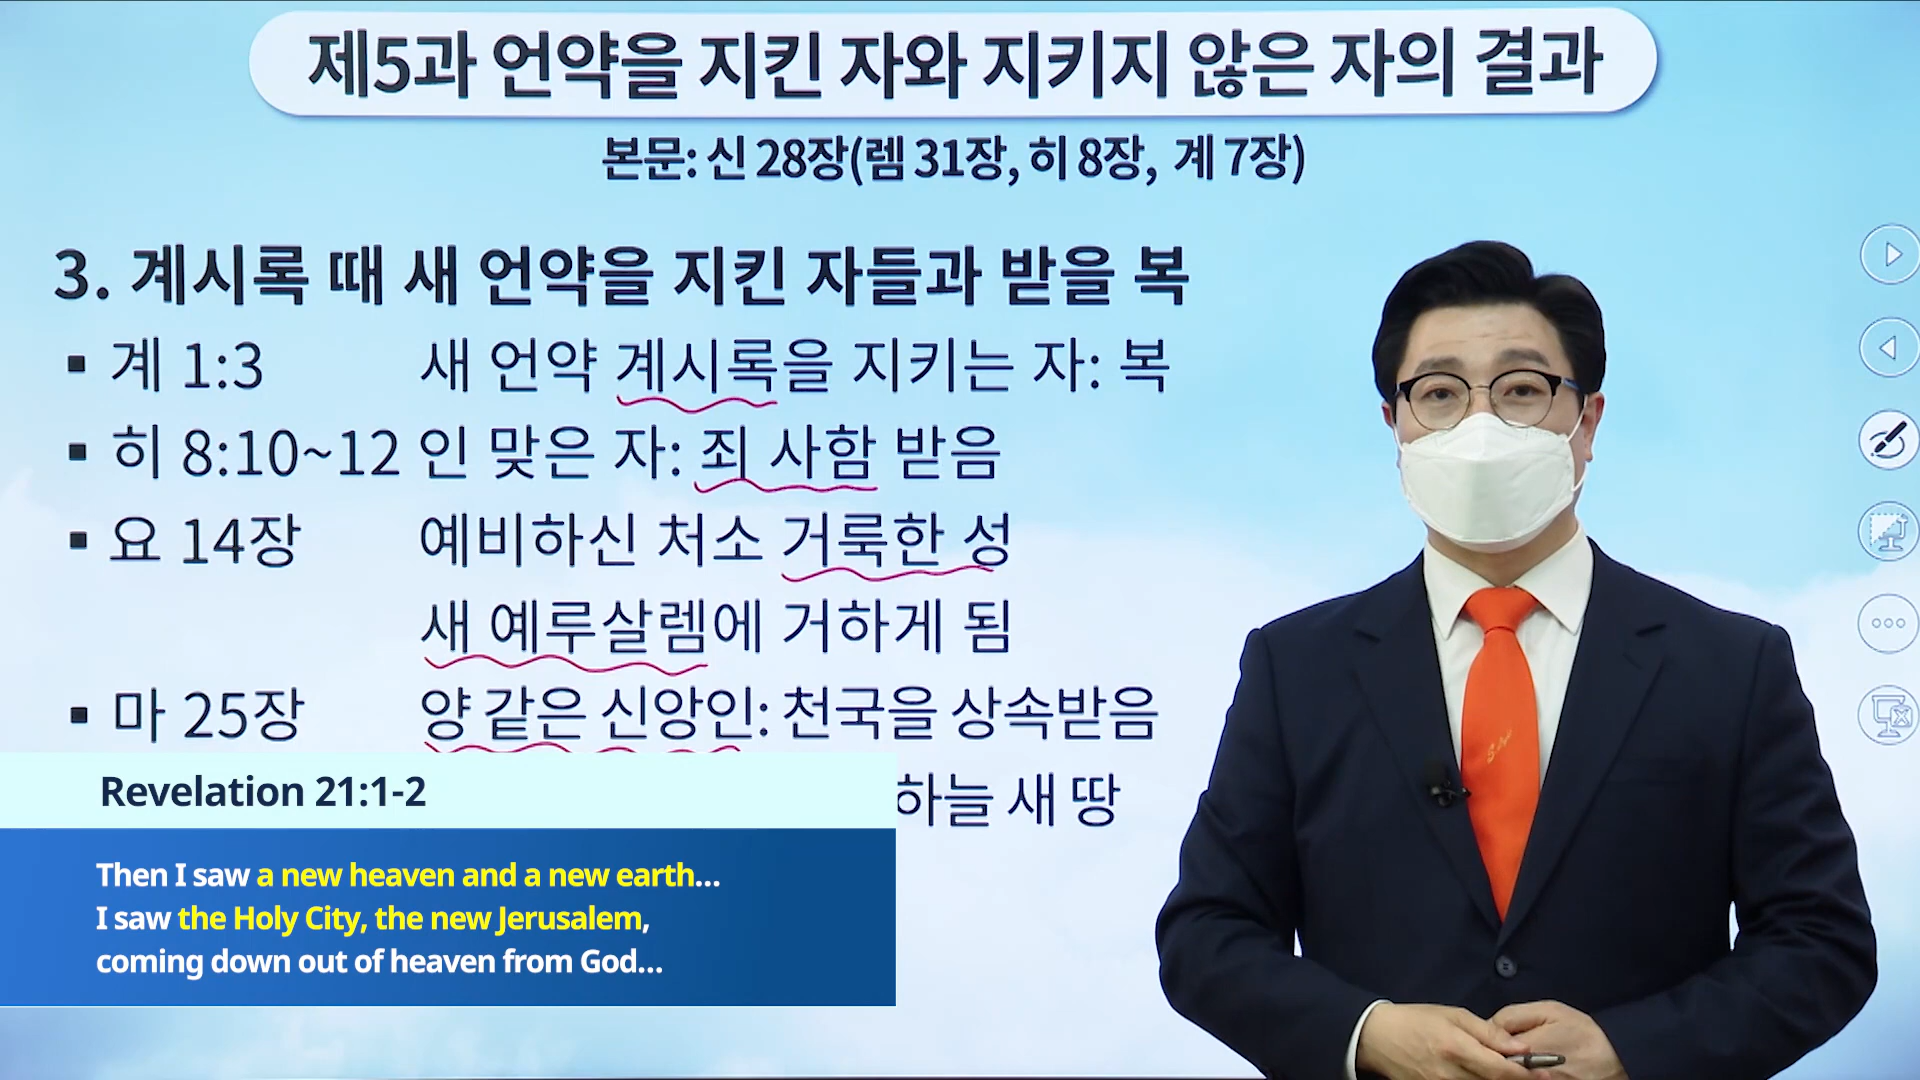 제5과 언약을 지킨 자와 지키지 않은 자의 결과
본문: 신 28장(렘 31장, 히 8장, 계 7장)
3. 계시록 때 새 언약을 지킨 자들과 받을 복
▪ 계 1:3 새 언약 계시록을 지키는 자: 복
▪ 히 8:10~12 인 맞은 자: 죄 사함 받음
▪ 요 14장 예비하신 처소 거룩한 성
새 예루살렘에 거하게 됨
▪ 마 25장 양 같은 신앙인: 천국을 상속받음
하늘 새 땅
Revelation 21:1-2
Then I saw a new heaven and a new earth...
I saw the Holy City, the new Jerusalem,
coming down out of heaven from God...